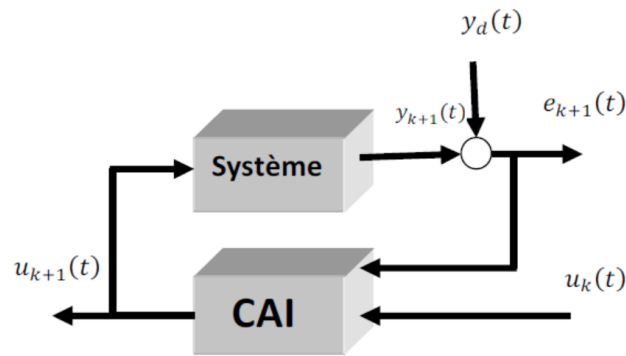 y_d(t)
y_{k+1}(t)
e_{k+1}(t)
Système
u_{k+1}(t)
CAI
u_k(t)